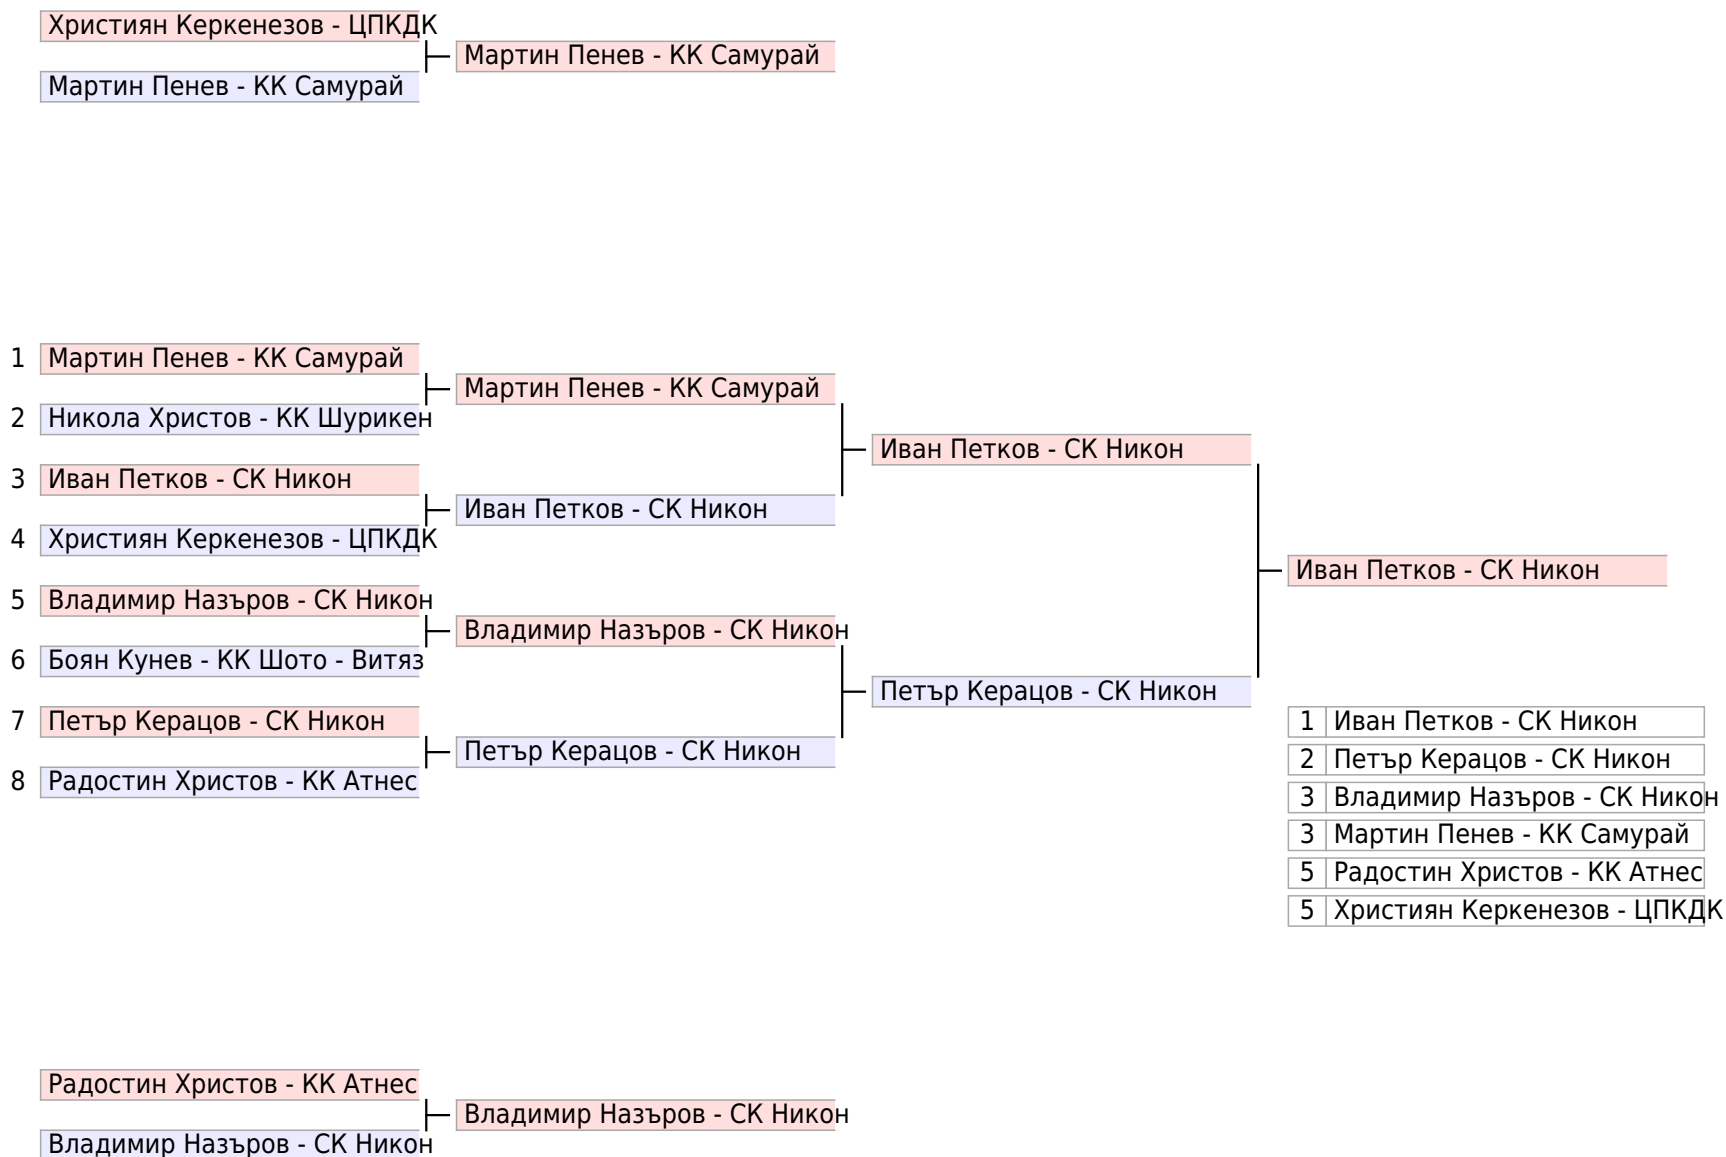 Християн Керкенезов - ЦПКДК
Мартин Пенев - КК Самурай
Мартин Пенев - КК Самурай
1 Мартин Пенев - КК Самурай
Мартин Пенев - КК Самурай
2 Никола Христов - КК Шурикен
Иван Петков - СК Никон
3 Иван Петков - СК Никон
Иван Петков - СК Никон
4 Християн Керкенезов - ЦПКДК
Иван Петков - СК Никон
5 Владимир Назъров - СК Никон
Владимир Назъров - СК Никон
6 Боян Кунев - КК Шото - Витяз
Петър Керацов - СК Никон
7 Петър Керацов - СК Никон
Петър Керацов - СК Никон
8 Радостин Христов - КК Атнес
1 Иван Петков - СК Никон
2 Петър Керацов - СК Никон
3 Владимир Назъров - СК Никон
3 Мартин Пенев - КК Самурай
5 Радостин Христов - КК Атнес
5 Християн Керкенезов - ЦПКДК
Радостин Христов - КК Атнес
Владимир Назъров - СК Никон
Владимир Назъров - СК Никон